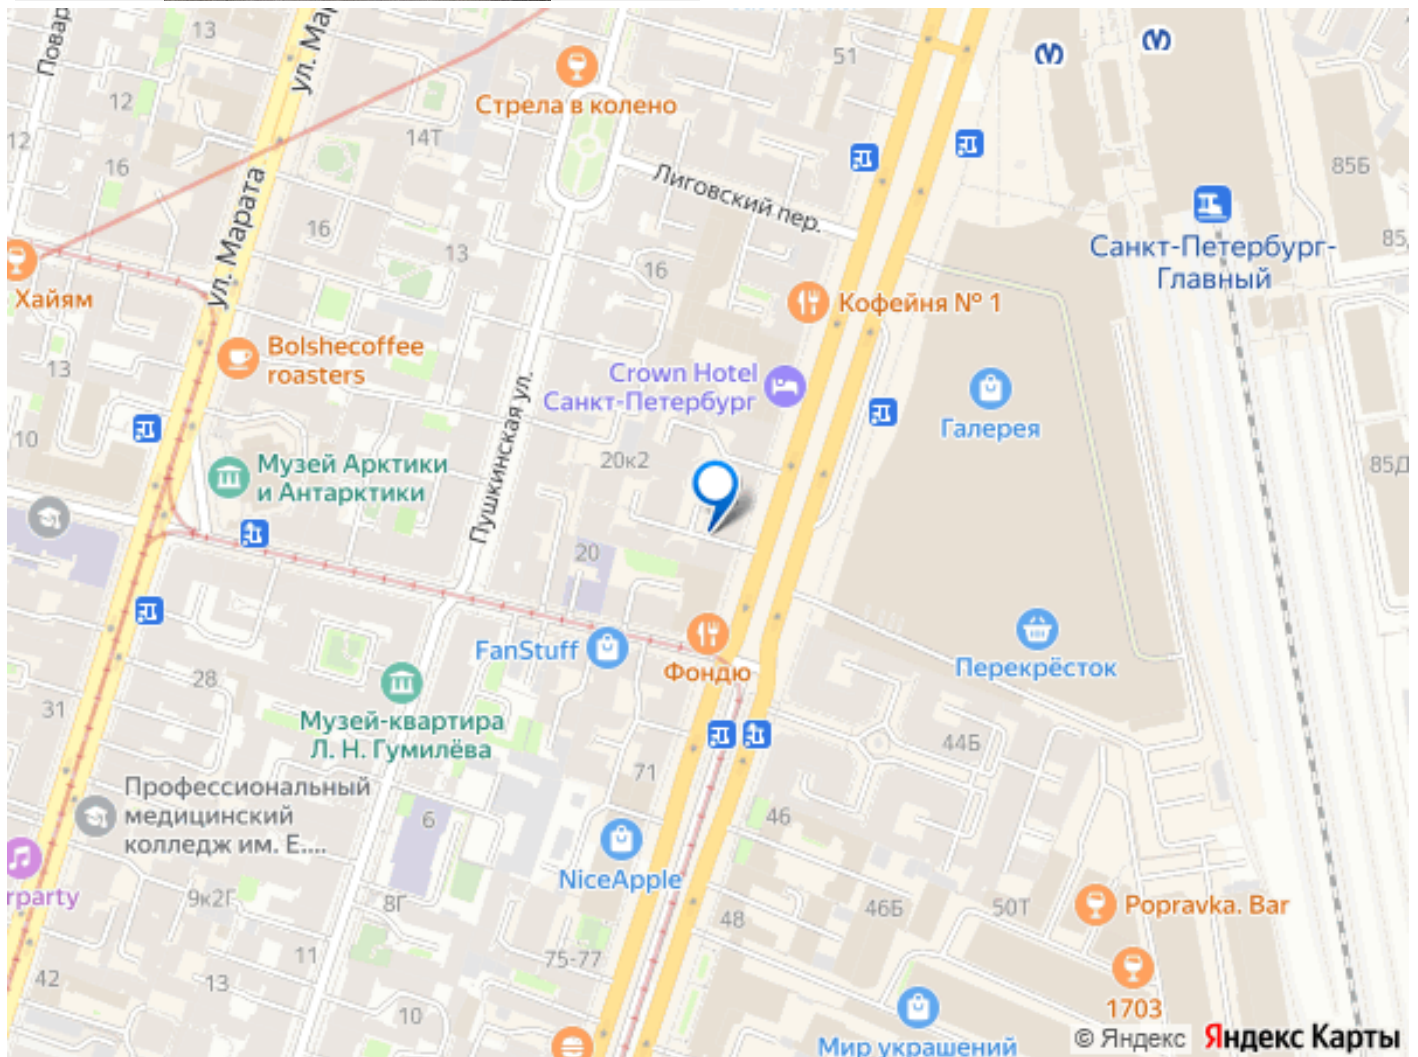 13
Повар
ул. Мар
51
Стрела в колено
12
14Т
12
16
85Б
Лиговский пер.
ул. Марата
16
13
16
Санкт-Петербург-
Главный
85
Хайям
Кофейня № 1
Bolshecoffee
roasters
13
Crown Hotel
Санкт-Петербург
Пушкинская ул.
Галерея
10
20к2
Музей Арктики
и Антарктики
85Д
20
FanStuff
Фондю
Перекрёсток
28
31
Музей-квартира
Л. Н. Гумилёва
44Б
71
Профессиональный
медицинский
колледж им. Е....
6
46
NiceApple
rparty
9к2Г
8Г
48
46Б
50Т
Popravka. Bar
11
75-77
42
13
10
1703
Мир украшений
© Яндекс Яндекс Карты